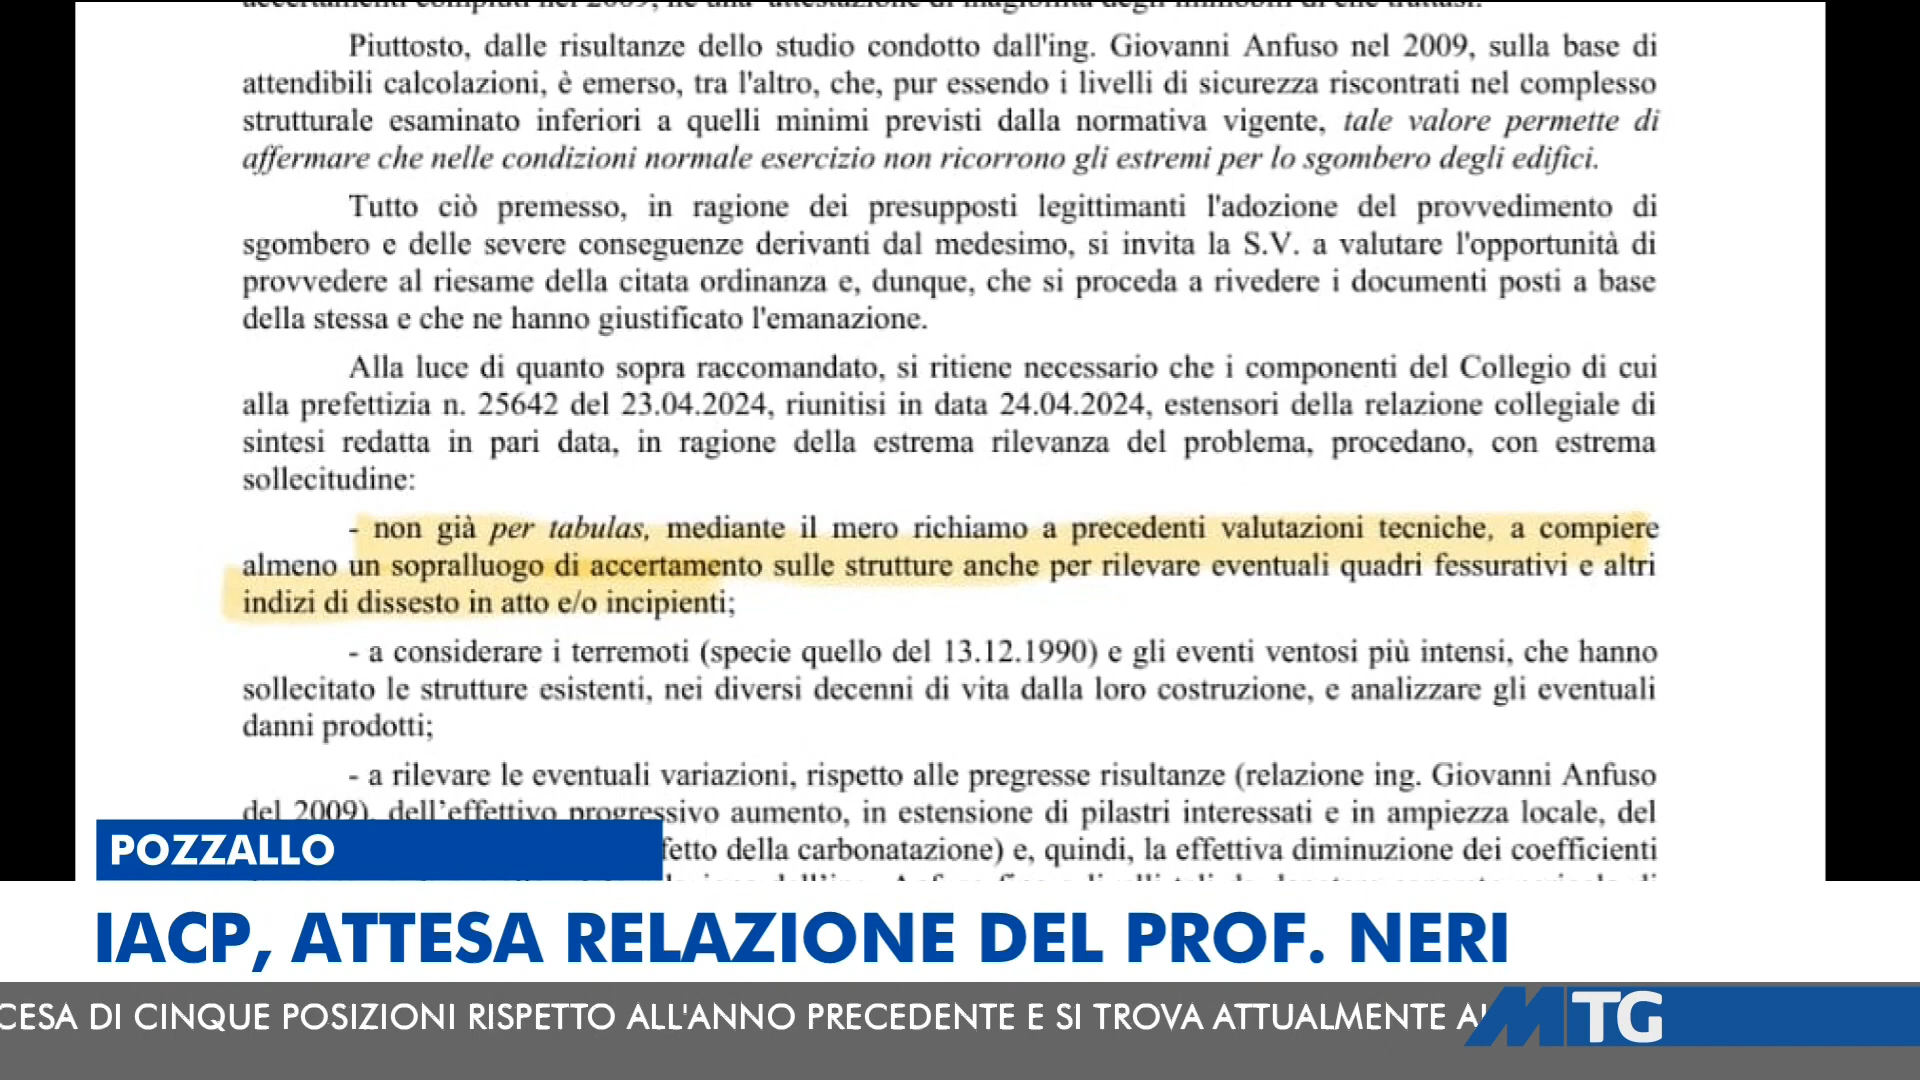 accertamenti compiuti nel 2009, né una attestazione di inagibilità degli immobili di che trattasi.
Piuttosto, dalle risultanze dello studio condotto dall'ing. Giovanni Anfuso nel 2009, sulla base di
attendibili calcolazioni, è emerso, tra l'altro, che, pur essendo i livelli di sicurezza riscontrati nel complesso
strutturale esaminato inferiori a quelli minimi previsti dalla normativa vigente, tale valore permette di
affermare che nelle condizioni normale esercizio non ricorrono gli estremi per lo sgombero degli edifici.
Tutto ciò premesso, in ragione dei presupposti legittimanti l'adozione del provvedimento di
sgombero e delle severe conseguenze derivanti dal medesimo, si invita la S.V. a valutare l'opportunità di
provvedere al riesame della citata ordinanza e, dunque, che si proceda a rivedere i documenti posti a base
della stessa e che ne hanno giustificato l'emanazione.
Alla luce di quanto sopra raccomandato, si ritiene necessario che i componenti del Collegio di cui
alla prefettizia n. 25642 del 23.04.2024, riunitisi in data 24.04.2024, estensori della relazione collegiale di
sintesi redatta in pari data, in ragione della estrema rilevanza del problema, procedano, con estrema
sollecitudine:
- non già per tabulas, mediante il mero richiamo a precedenti valutazioni tecniche, a compiere
almeno un sopralluogo di accertamento sulle strutture anche per rilevare eventuali quadri fessurativi e altri
indizi di dissesto in atto e/o incipienti;
- a considerare i terremoti (specie quello del 13.12.1990) e gli eventi ventosi più intensi, che hanno
sollecitato le strutture esistenti, nei diversi decenni di vita dalla loro costruzione, e analizzare gli eventuali
danni prodotti;
- a rilevare le eventuali variazioni, rispetto alle pregresse risultanze (relazione ing. Giovanni Anfuso
del 2009), dell'effettivo progressivo aumento, in estensione di pilastri interessati e in ampiezza locale, del
fetto della carbonatazione) e, quindi, la effettiva diminuzione dei coefficienti
POZZALLO
IACP, ATTESA RELAZIONE DEL PROF. NERI
CESA DI CINQUE POSIZIONI RISPETTO ALL'ANNO PRECEDENTE E SI TROVA ATTUALMENTE A
M TG